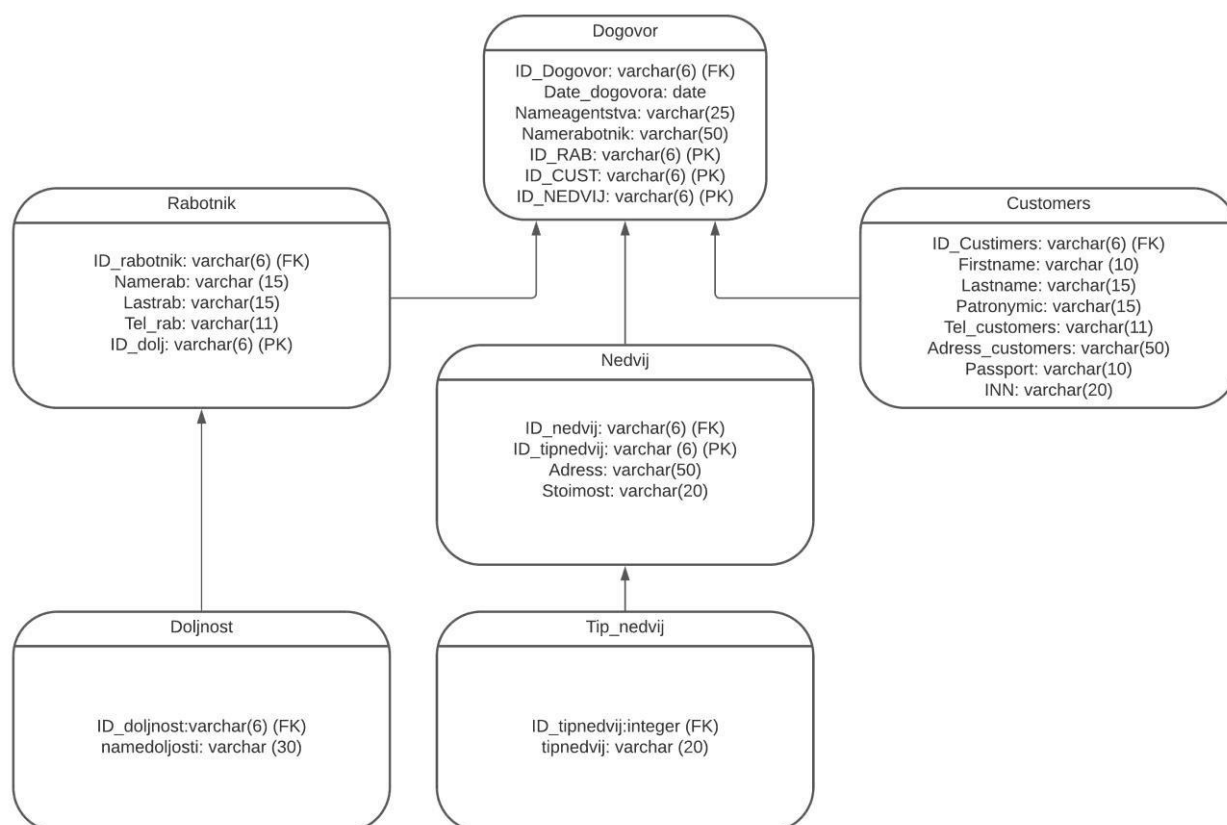 Dogovor
ID_Dogovor: varchar(6) (FK)
Date_dogovora: date
Nameagentstva: varchar(25)
Namerabotnik: varchar(50)
ID_RAB: varchar(6) (PK)
ID_CUST: varchar(6) (PK)
ID_NEDVIJ: varchar(6) (PK)
Rabotnik
ID_rabotnik: varchar(6) (FK)
Namerab: varchar (15)
Lastrab: varchar(15)
Tel_rab: varchar(11)
ID_dolj: varchar(6) (PK)
Customers
ID_Custimers: varchar(6) (FK)
Firstname: varchar (10)
Lastname: varchar(15)
Patronymic: varchar(15)
Tel_customers: varchar(11)
Adress_customers: varchar(50)
Passport: varchar(10)
INN: varchar(20)
Nedvij
ID_nedvij: varchar(6) (FK)
ID_tipnedvij: varchar (6) (PK)
Adress: varchar(50)
Stoimost: varchar(20)
Doljnost
ID_doljnost:varchar(6) (FK)
namedoljosti: varchar (30)
Tip_nedvij
ID_tipnedvij:integer (FK)
tipnedvij: varchar (20)